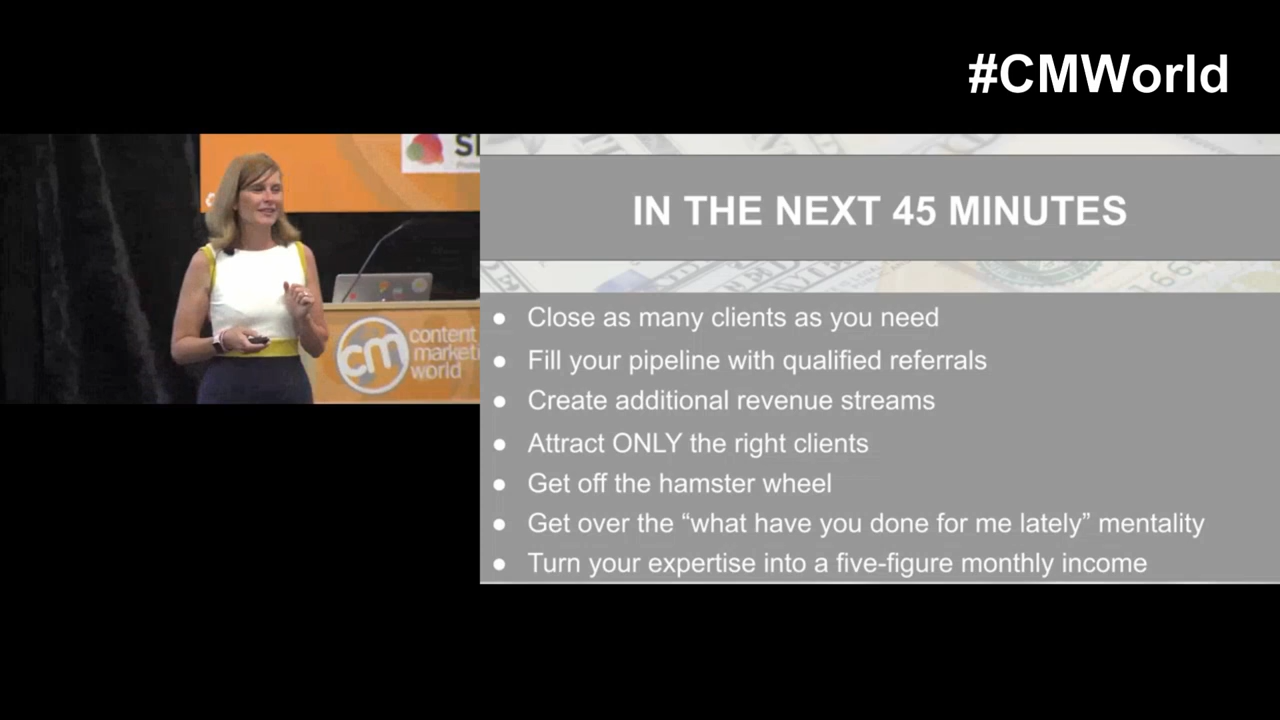 #CMWorld
IN THE NEXT 45 MINUTES
● Close as many clients as you need
● Fill your pipeline with qualified referrals
● Create additional revenue streams
● Attract ONLY the right clients
● Get off the hamster wheel
● Get over the “what have you done for me lately” mentality
● Turn your expertise into a five-figure monthly income
cm
content
market
world